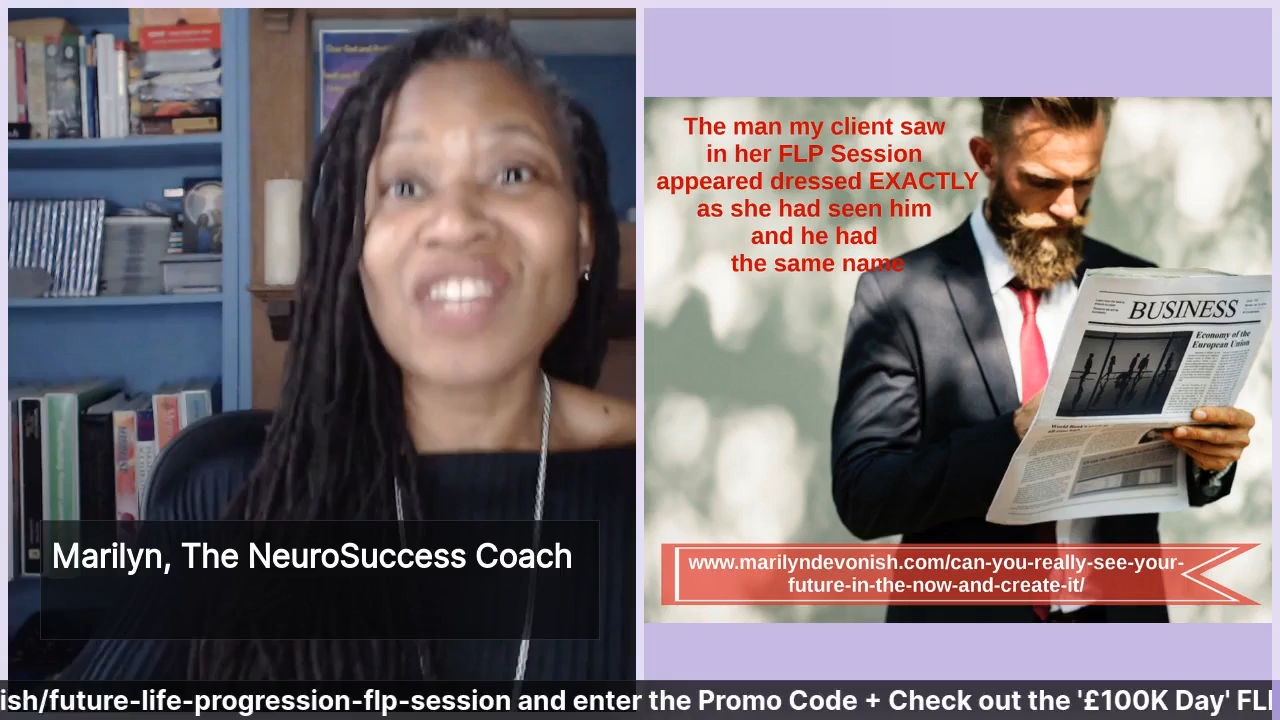 Marilyn, The NeuroSuccess Coach
The man my client saw
in her FLP Session
appeared dressed EXACTLY
as she had seen him
and he had
the same name
BUSINESS
Economy of the
European Union
www.marilyndevonish.com/can-you-really-see-your-
future-in-the-now-and-create-it/
ish/future-life-progression-flp-session and enter the Promo Code + Check out the '£100K Day'